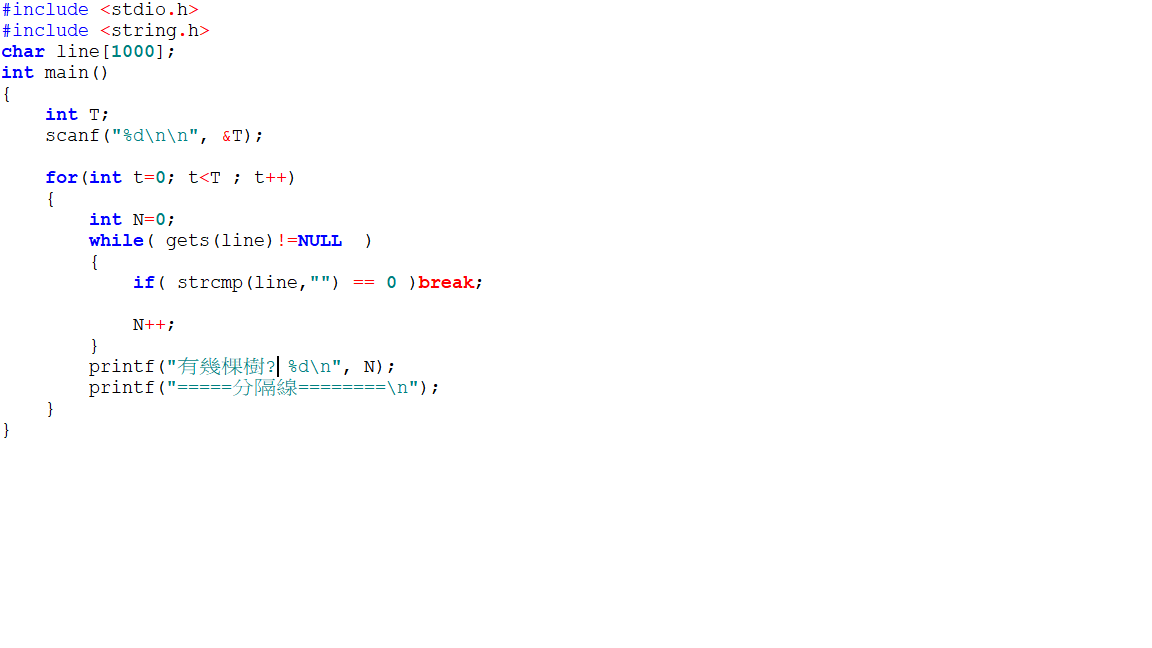 #include <stdio.h>
#include <string.h>
char line[1000];
int main()
{
    int T;
    scanf("%d\n\n", &T);

    for(int t=0; t<T ; t++)
    {
        int N=0;
        while( gets(line)!=NULL  )
        {
            if( strcmp(line,"") == 0 )break;

            N++;
        }
        printf("有幾棵樹? %d\n", N);
        printf("=====分隔線========\n");
    }
}